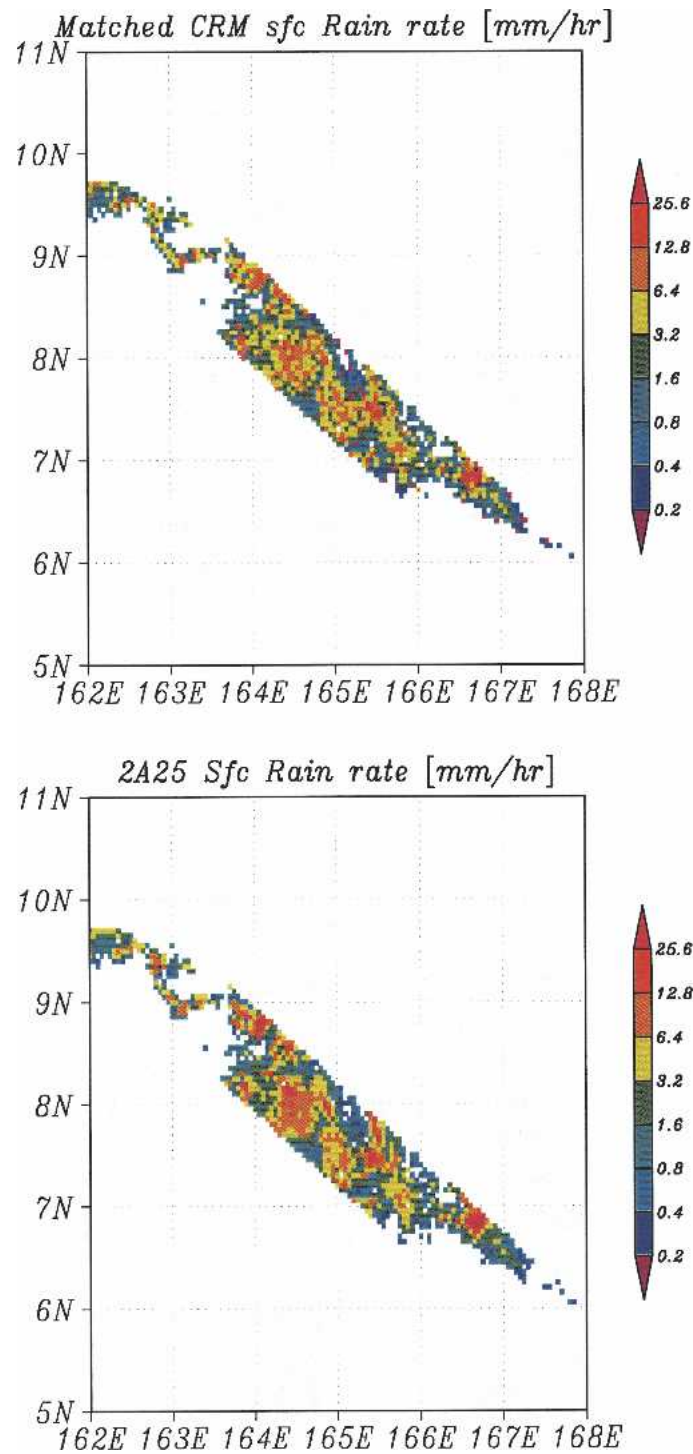 Matched CRM sfc Rain rate [mm/hr]
11N
10N
9N
8N
7N
6N
5N
162E 163E 164E 165E 166E 167E 168E
25.6
12.8
6.4
3.2
1.6
0.8
0.4
0.2
2A25 Sfc Rain rate [mm/hr]
11N
10N
9N
8N
7N
6N
5N
162E 163E 164E 165E 166E 167E 168E
25.6
12.8
6.4
3.2
1.6
0.8
0.4
0.2